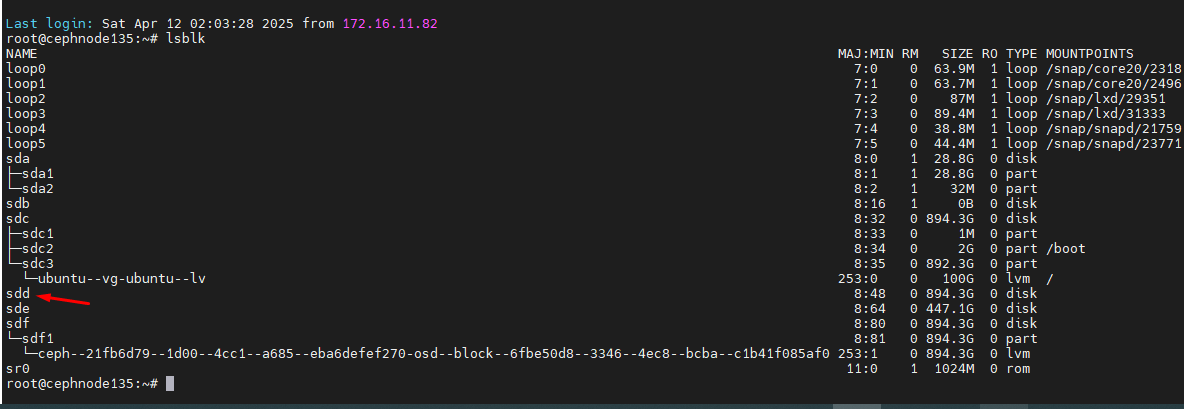 Last login: Sat Apr 12 02:03:28 2025 from 172.16.11.82
root@cephnode135:~# lsblk
NAME MAJ:MIN RM SIZE RO TYPE MOUNTPOINTS
loop0 7:0 0 63.9M 1 loop /snap/core20/2318
loop1 7:1 0 63.7M 1 loop /snap/core20/2496
loop2 7:2 0 87M 1 loop /snap/lxd/29351
loop3 7:3 0 89.4M 1 loop /snap/lxd/31333
loop4 7:4 0 38.8M 1 loop /snap/snapd/21759
loop5 7:5 0 44.4M 1 loop /snap/snapd/23771
sda 8:0 1 28.8G 0 disk
├─sda1 8:1 1 28.8G 0 part
└─sda2 8:2 1 32M 0 part
sdb 8:16 1 0B 0 disk
sdc 8:32 0 894.3G 0 disk
├─sdc1 8:33 0 1M 0 part
├─sdc2 8:34 0 2G 0 part /boot
└─sdc3 8:35 0 892.3G 0 part
└─ubuntu--vg-ubuntu--lv 253:0 0 100G 0 lvm /
sdd 8:48 0 894.3G 0 disk
sde 8:64 0 447.1G 0 disk
sdf 8:80 0 894.3G 0 disk
└─sdf1 8:81 0 894.3G 0 part
└─ceph--21fb6d79--1d00--4cc1--a685--eba6defef270-osd--block--6fbe50d8--3346--4ec8--bcba--c1b41f085af0 253:1 0 894.3G 0 lvm
sr0 11:0 1 1024M 0 rom
root@cephnode135:~#